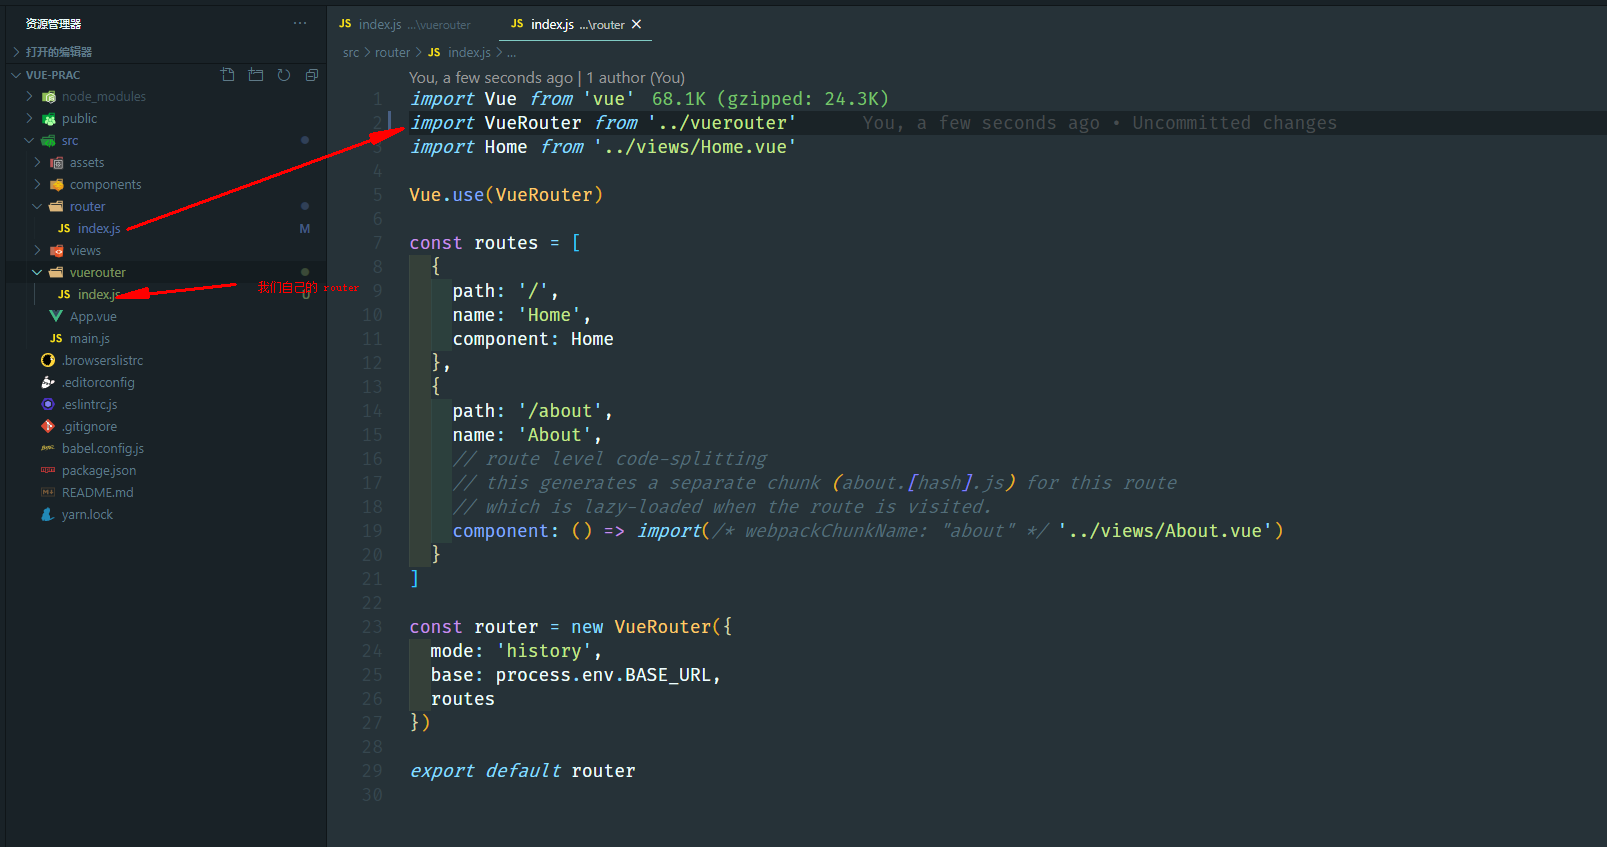 资源管理器
···
打开的编辑器
VUE-PRAC
node_modules
public
src
assets
components
router
index.js M
views
vuerouter
index.js U
我们自己的 router
App.vue
main.js
.browserslistrc
.editorconfig
.eslintrc.js
.gitignore
babel.config.js
package.json
README.md
yarn.lock
JS index.js ...\vuerouter
JS index.js ...\router ×
src > router > JS index.js > ...
You, a few seconds ago | 1 author (You)
1 import Vue from 'vue' 68.1K (gzipped: 24.3K)
2 import VueRouter from '../vuerouter' You, a few seconds ago • Uncommitted changes
3 import Home from '../views/Home.vue'
4
5 Vue.use(VueRouter)
6
7 const routes = [
8 {
9 path: '/',
10 name: 'Home',
11 component: Home
12 },
13 {
14 path: '/about',
15 name: 'About',
16 // route level code-splitting
17 // this generates a separate chunk (about.[hash].js) for this route
18 // which is lazy-loaded when the route is visited.
19 component: () => import(/* webpackChunkName: "about" */ '../views/About.vue')
20 }
21 ]
22
23 const router = new VueRouter({
24 mode: 'history',
25 base: process.env.BASE_URL,
26 routes
27 })
28
29 export default router
30